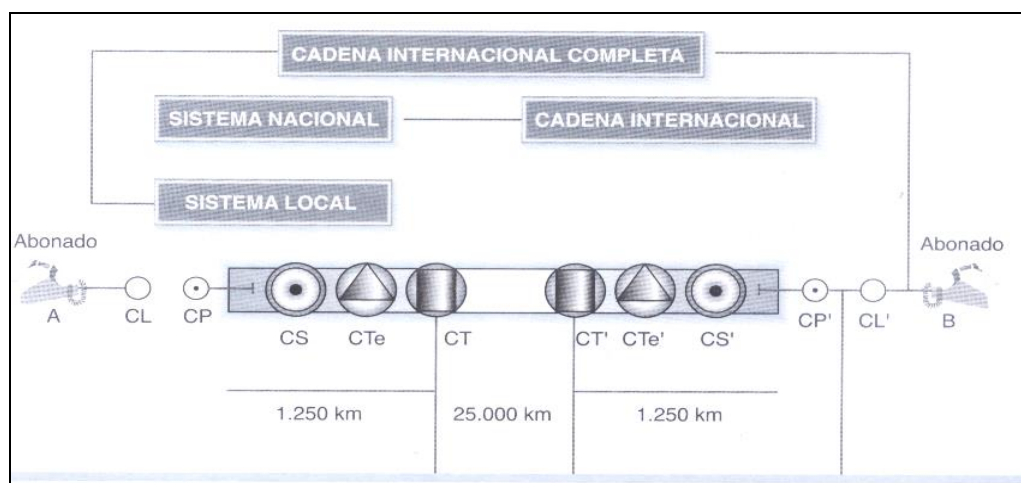 CADENA INTERNACIONAL COMPLETA
SISTEMA NACIONAL
CADENA INTERNACIONAL
SISTEMA LOCAL
Abonado
Abonado
A
CL
CP
CS
CTe
CT
CT'
CTe'
CS'
CP'
CL'
B
1.250 km
25.000 km
1.250 km